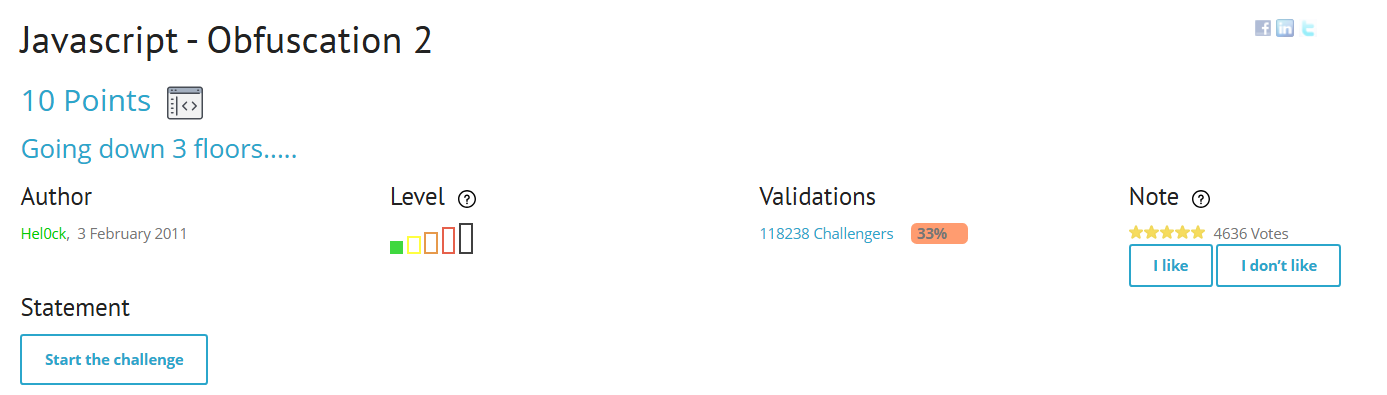 Javascript - Obfuscation 2
10 Points
Going down 3 floors.....
Author Level ? Validations Note ?
Hel0ck, 3 February 2011 118238 Challengers 33% 4636 Votes
I like I don't like
Statement
Start the challenge